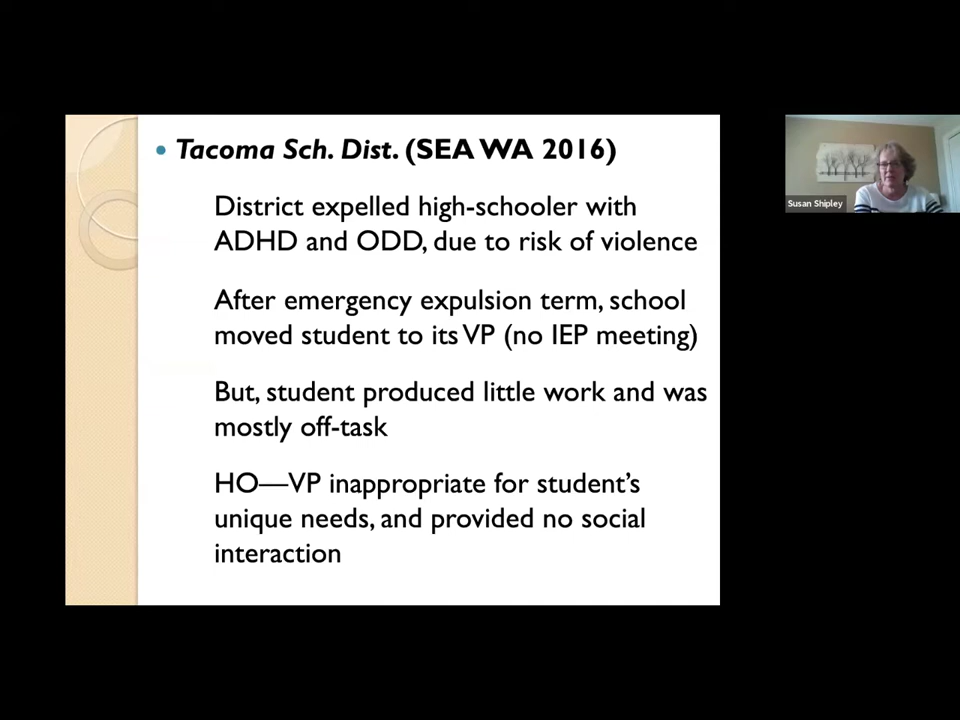 • Tacoma Sch. Dist. (SEA WA 2016)
District expelled high-schooler with
ADHD and ODD, due to risk of violence
After emergency expulsion term, school
moved student to its VP (no IEP meeting)
But, student produced little work and was
mostly off-task
HO—VP inappropriate for student’s
unique needs, and provided no social
interaction
Susan Shipley